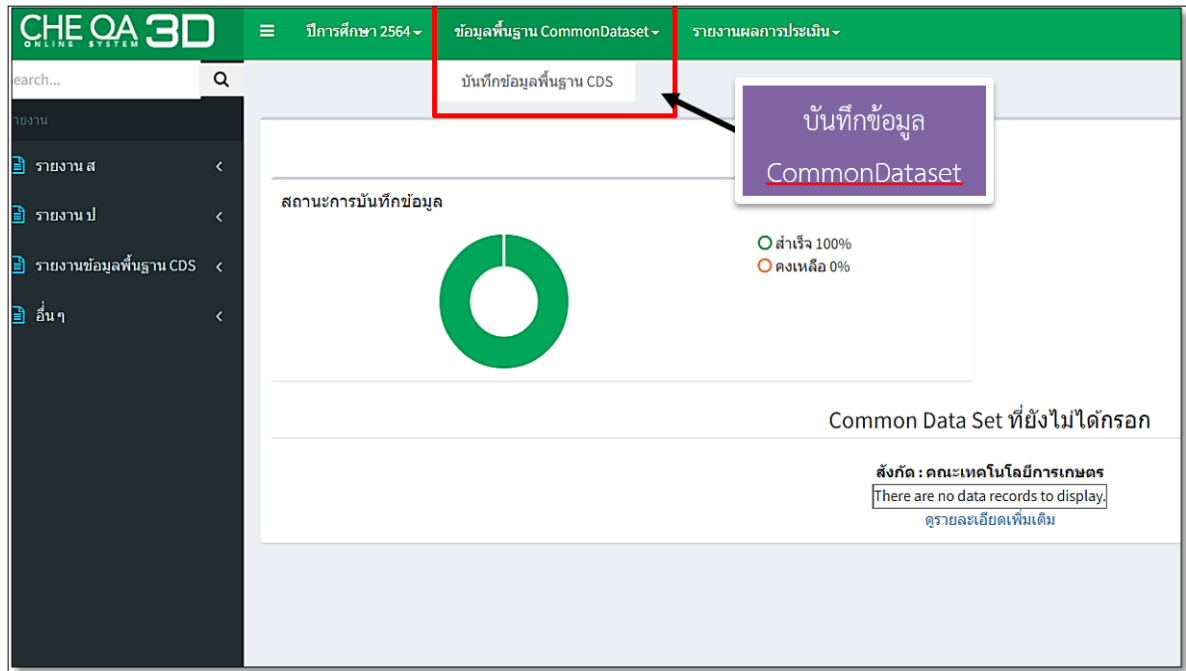 CHE QA 3D
ONLINE SYSTEM
ปีการศึกษา 2564
ข้อมูลพื้นฐาน CommonDataset
รายงานผลการประเมิน
earch...
บันทึกข้อมูลพื้นฐาน CDS
บันทึกข้อมูล
CommonDataset
ายงาน
รายงาน ส
รายงาน ป
รายงานข้อมูลพื้นฐาน CDS
อื่น ๆ
สถานะการบันทึกข้อมูล
สำเร็จ 100%
คงเหลือ 0%
Common Data Set ที่ยังไม่ได้กรอก
สังกัด : คณะเทคโนโลยีการเกษตร
There are no data records to display.
ดูรายละเอียดเพิ่มเติม